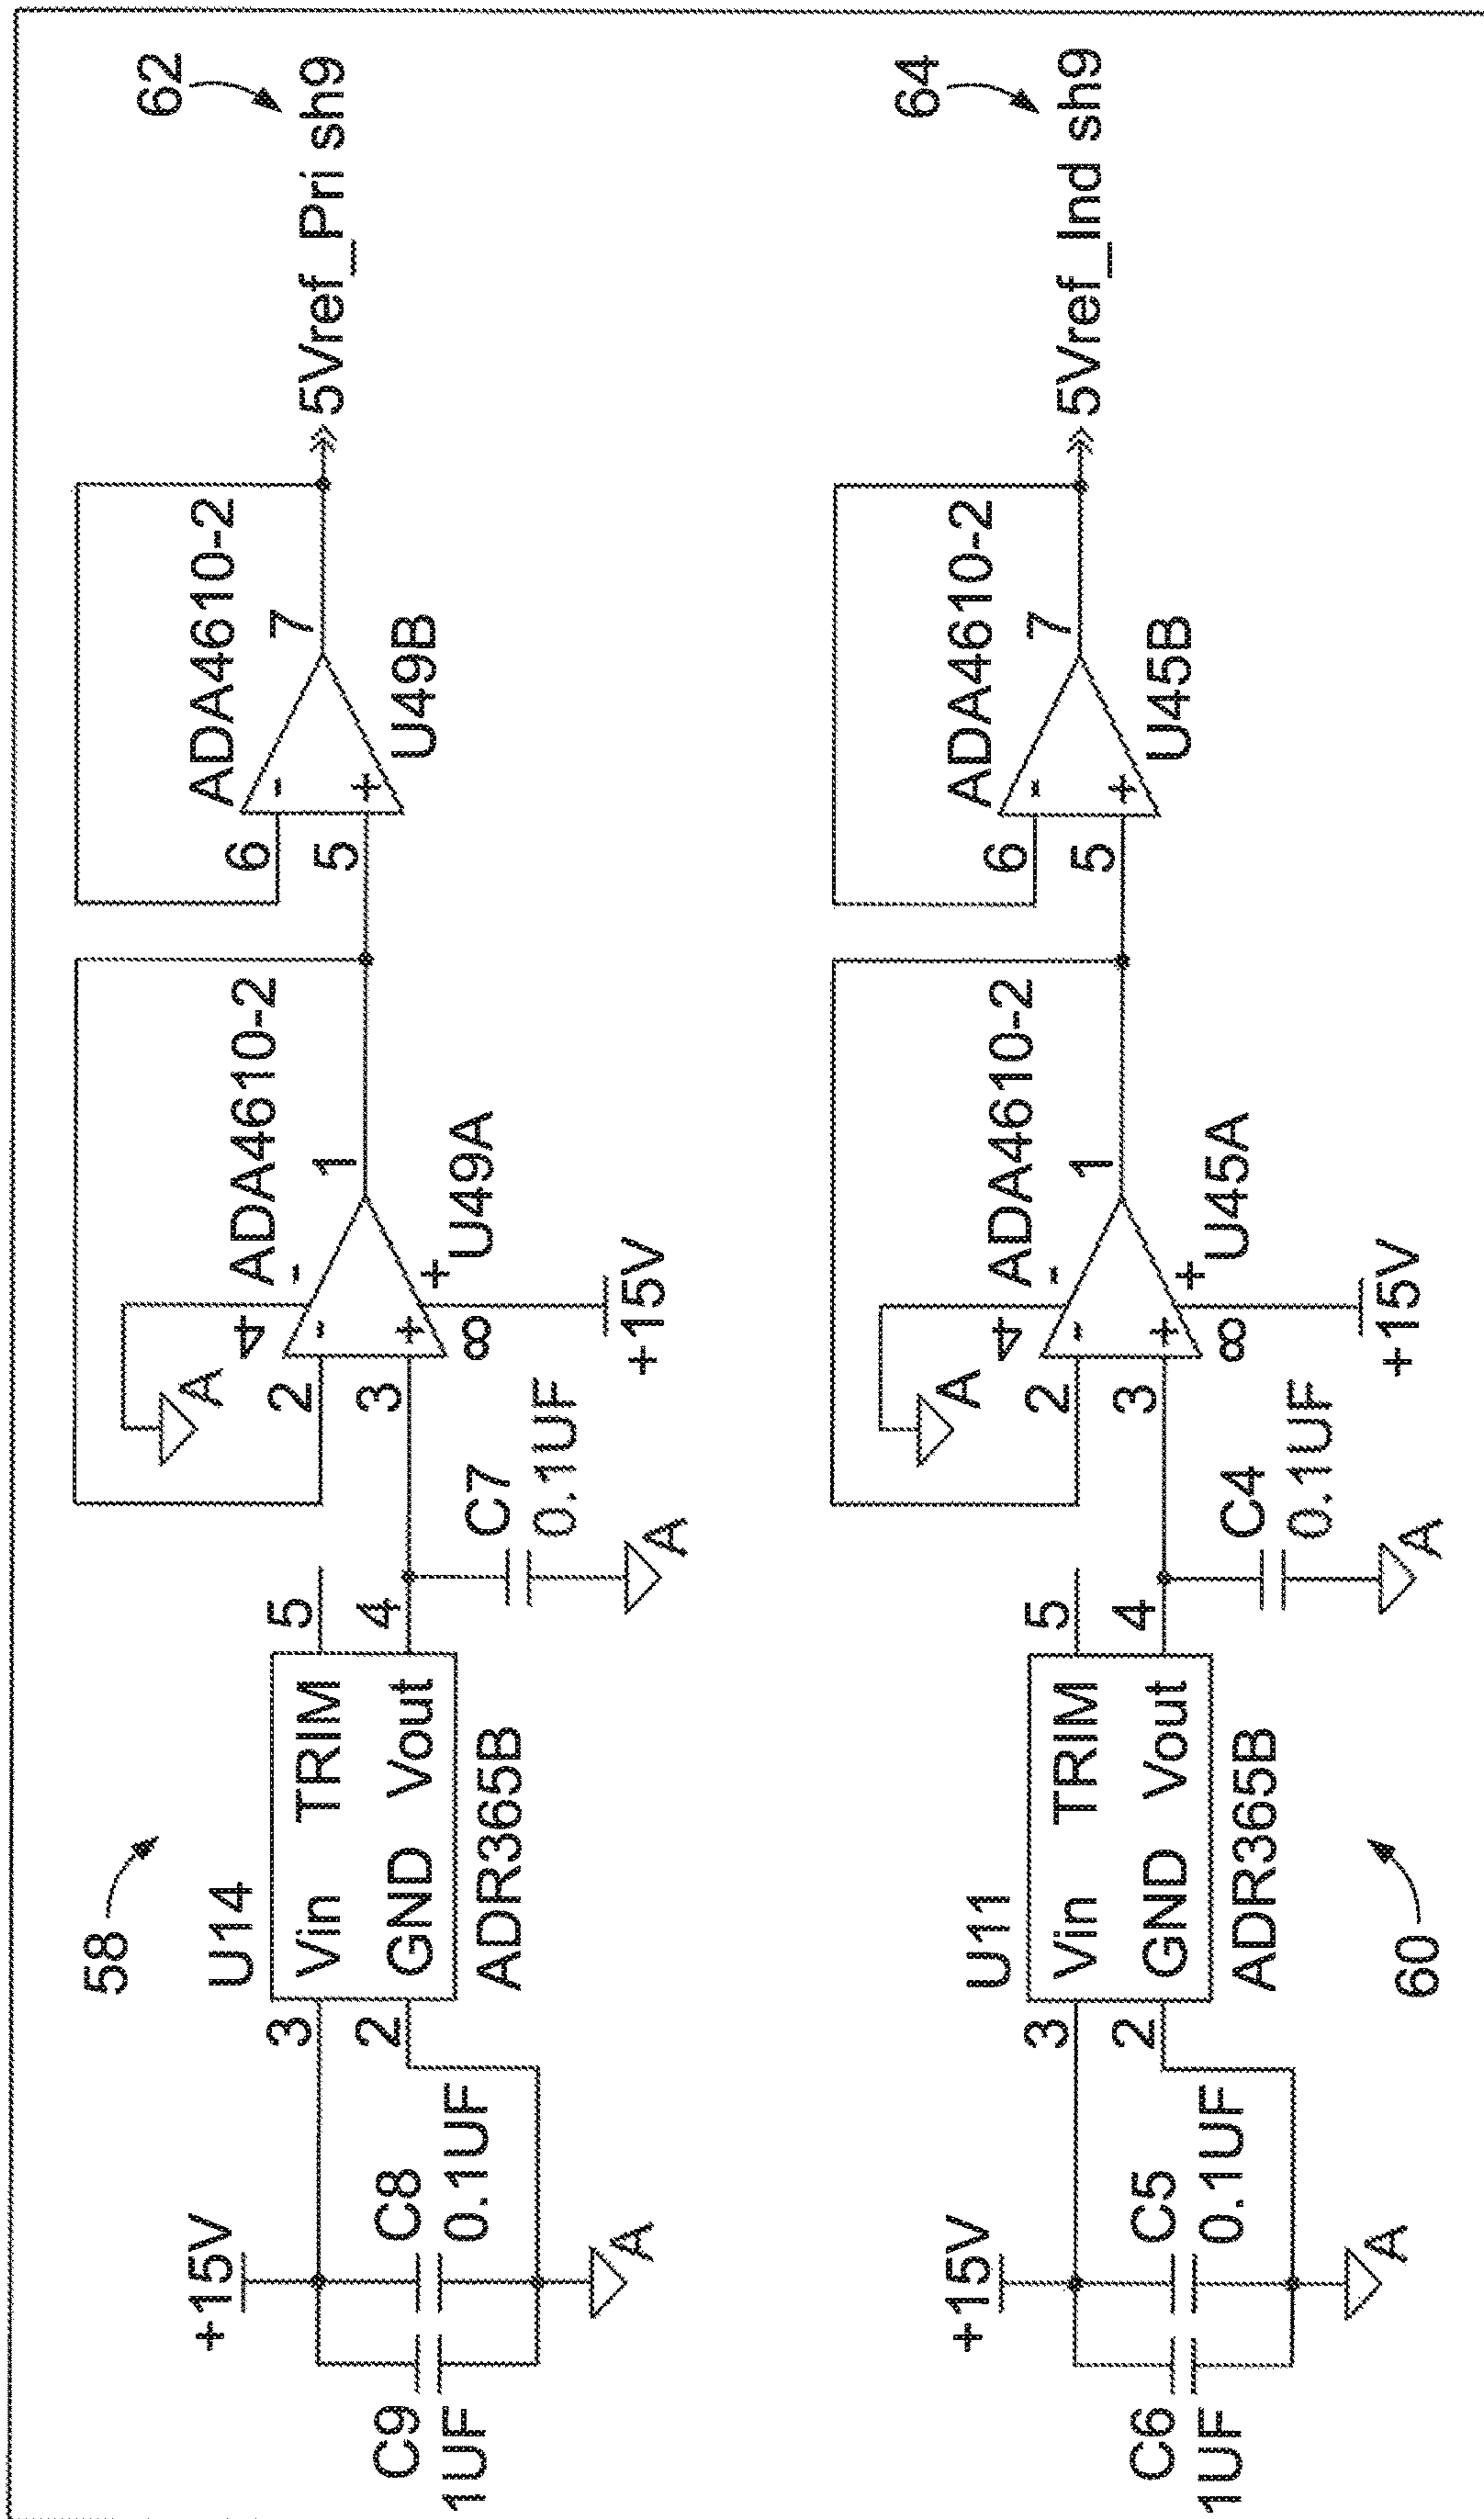 58
62
+15V
C9
1UF
C8
0.1UF
3
2
U14
Vin TRIM
GND Vout
ADR365B
5
4
C7
0.1UF
A
A
A
2
3
4
8
-
+
-
+
ADA4610-2
1
U49A
+15V
6
5
-
+
ADA4610-2
7
U49B
5Vref_Pri sh9
60
64
+15V
C6
1UF
C5
0.1UF
3
2
U11
Vin TRIM
GND Vout
ADR365B
5
4
C4
0.1UF
A
A
A
2
3
4
8
-
+
-
+
ADA4610-2
1
U45A
+15V
6
5
-
+
ADA4610-2
7
U45B
5Vref_Ind sh9